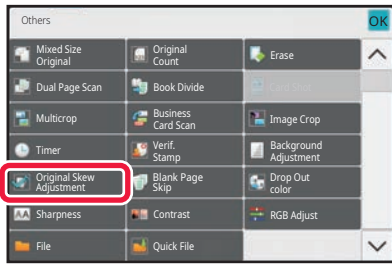 Others
OK
Mixed Size
Original
Original
Count
Erase
Dual Page Scan
Book Divide
Card Shot
Multicrop
Business
Card Scan
Image Crop
Timer
Verif.
Stamp
Background
Adjustment
Original Skew
Adjustment
Blank Page
Skip
Drop Out
color
Sharpness
Contrast
RGB Adjust
File
Quick File